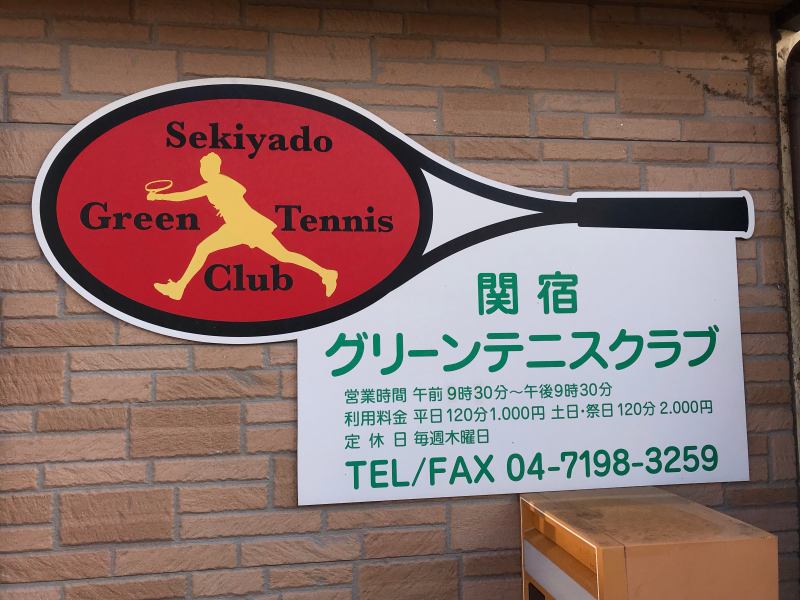 Sekiyado
Green Tennis
Club
関宿
グリーンテニスクラブ
営業時間 午前9時30分～午後9時30分
利用料金 平日120分1.000円 土日・祭日120分2.000円
定休日 毎週木曜日
TEL/FAX 04-7198-3259